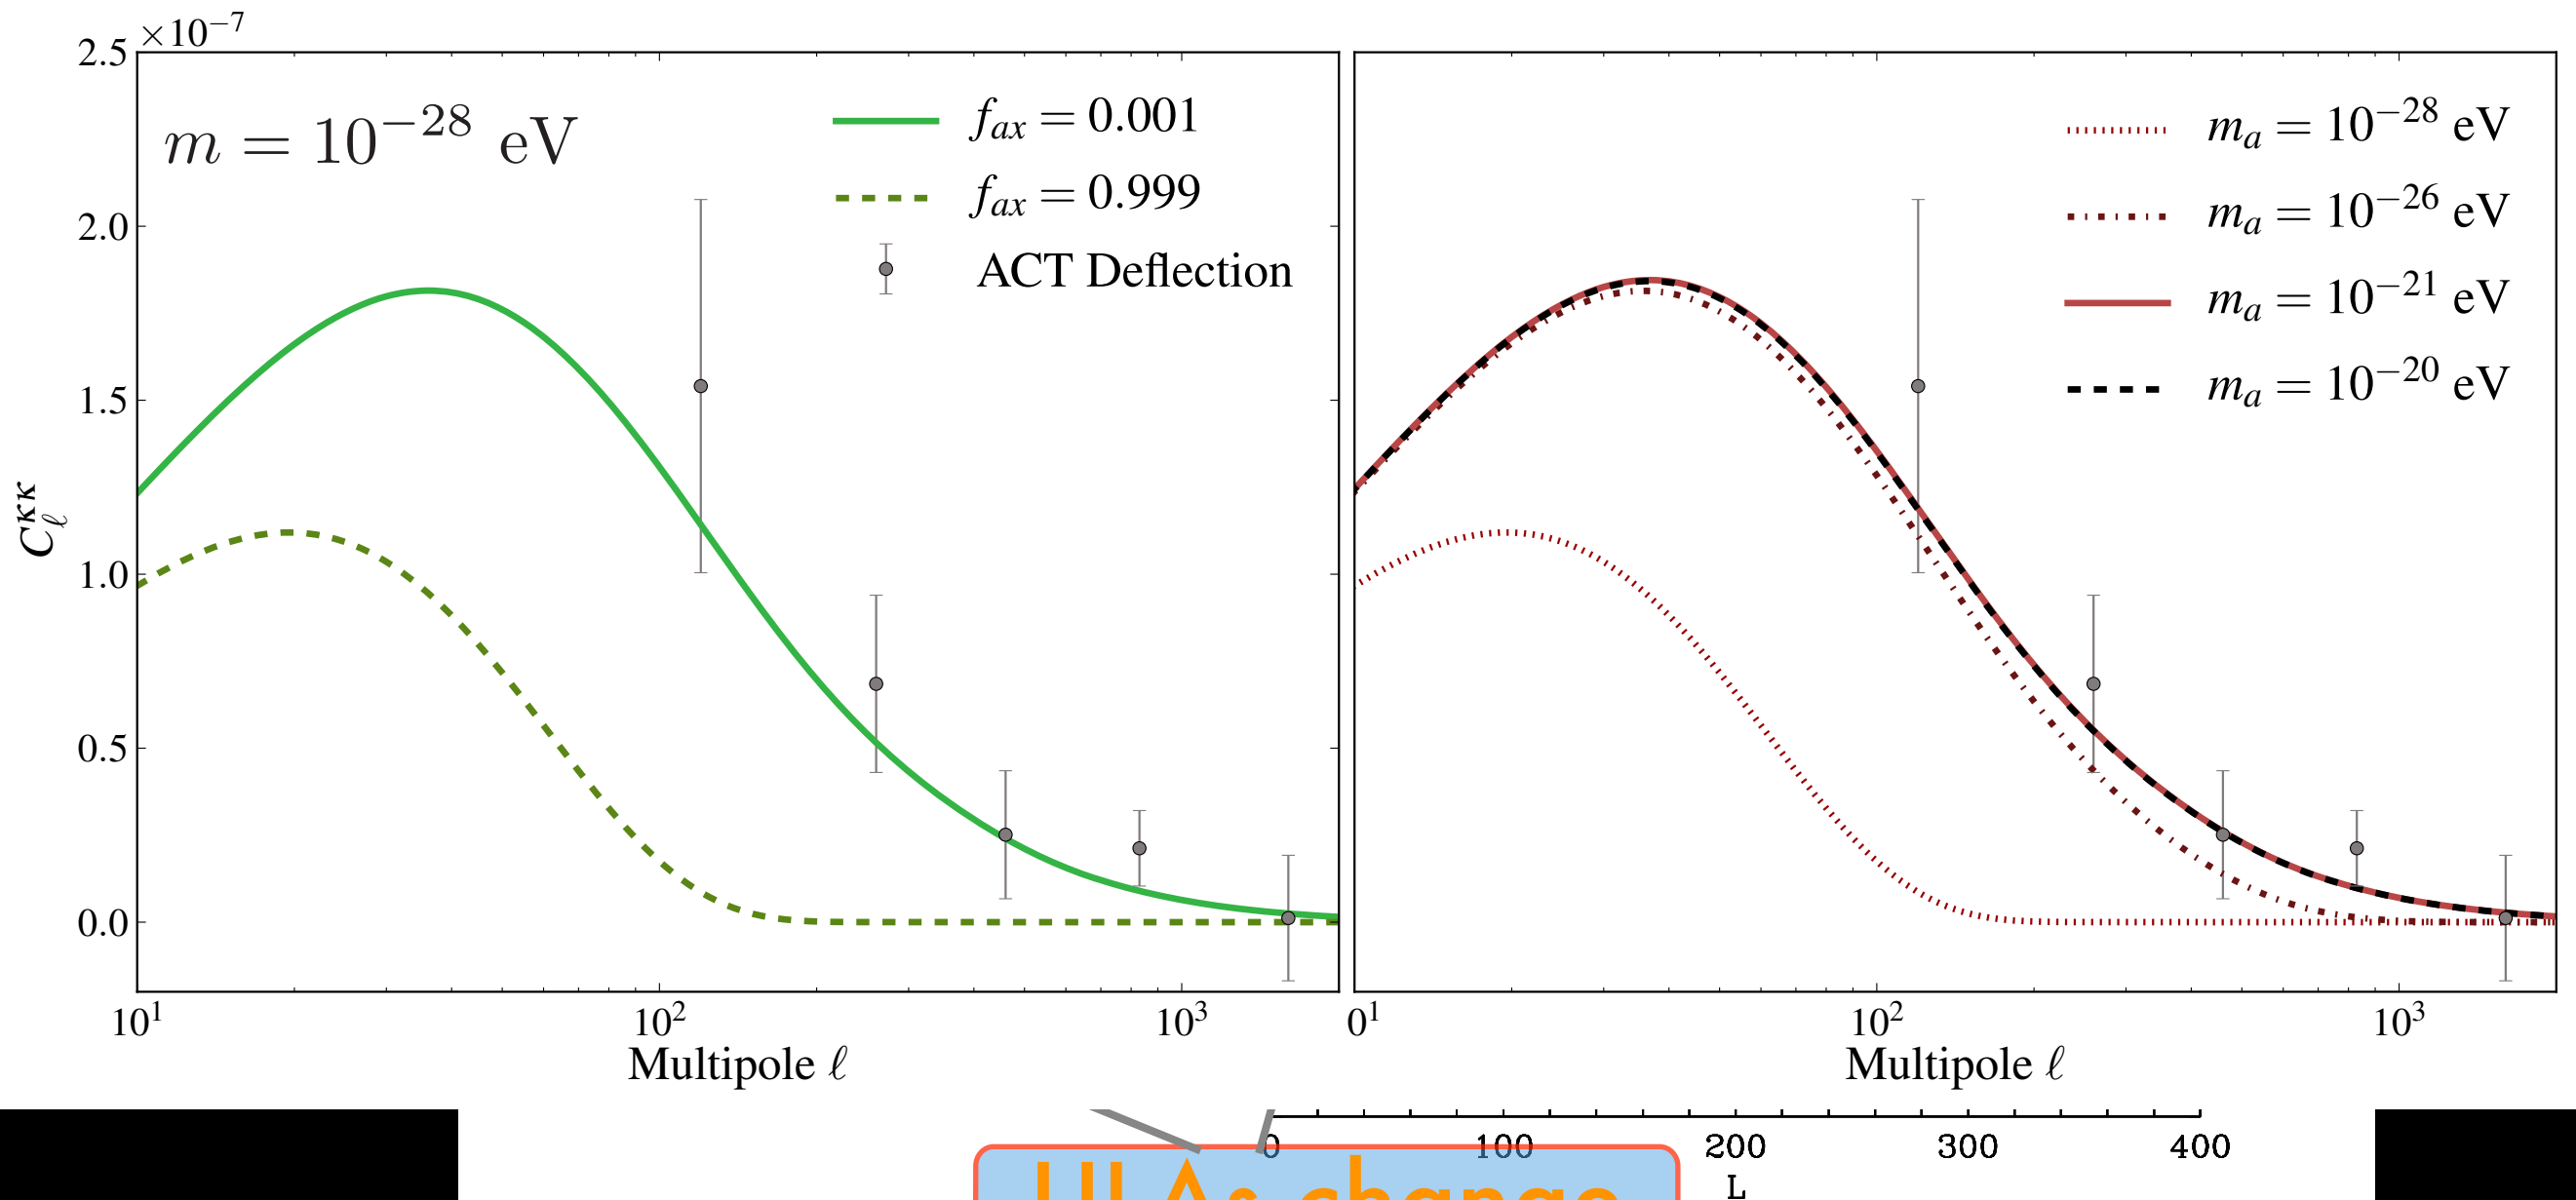 ×10⁻⁷
2.5
2.0
1.5
1.0
0.5
0.0
C_ℓ^κκ
m = 10⁻²⁸ eV
f_ax = 0.001
f_ax = 0.999
ACT Deflection
10¹ 10² 10³
Multipole ℓ
m_a = 10⁻²⁸ eV
m_a = 10⁻²⁶ eV
m_a = 10⁻²¹ eV
m_a = 10⁻²⁰ eV
0¹ 10² 10³
Multipole ℓ
0 100 200 300 400
L
ULAs change